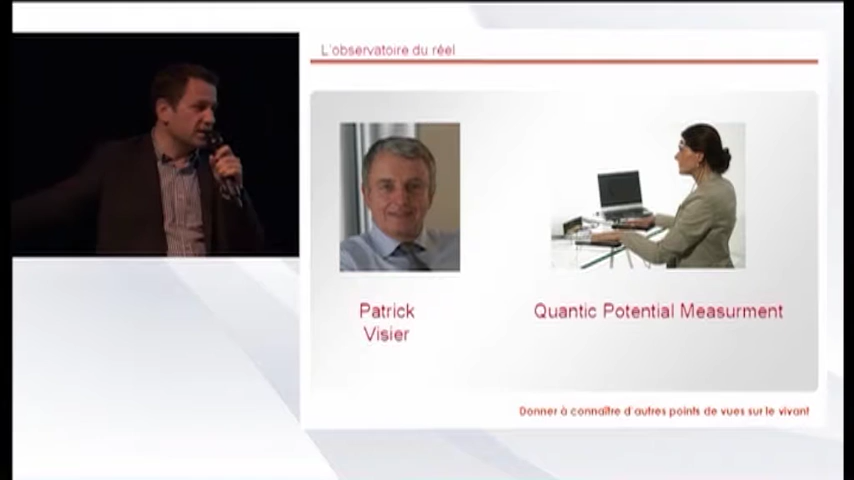 L'observatoire du réel
Patrick
Visier
Quantic Potential Measurment
Donner à connaître d'autres points de vues sur le vivant